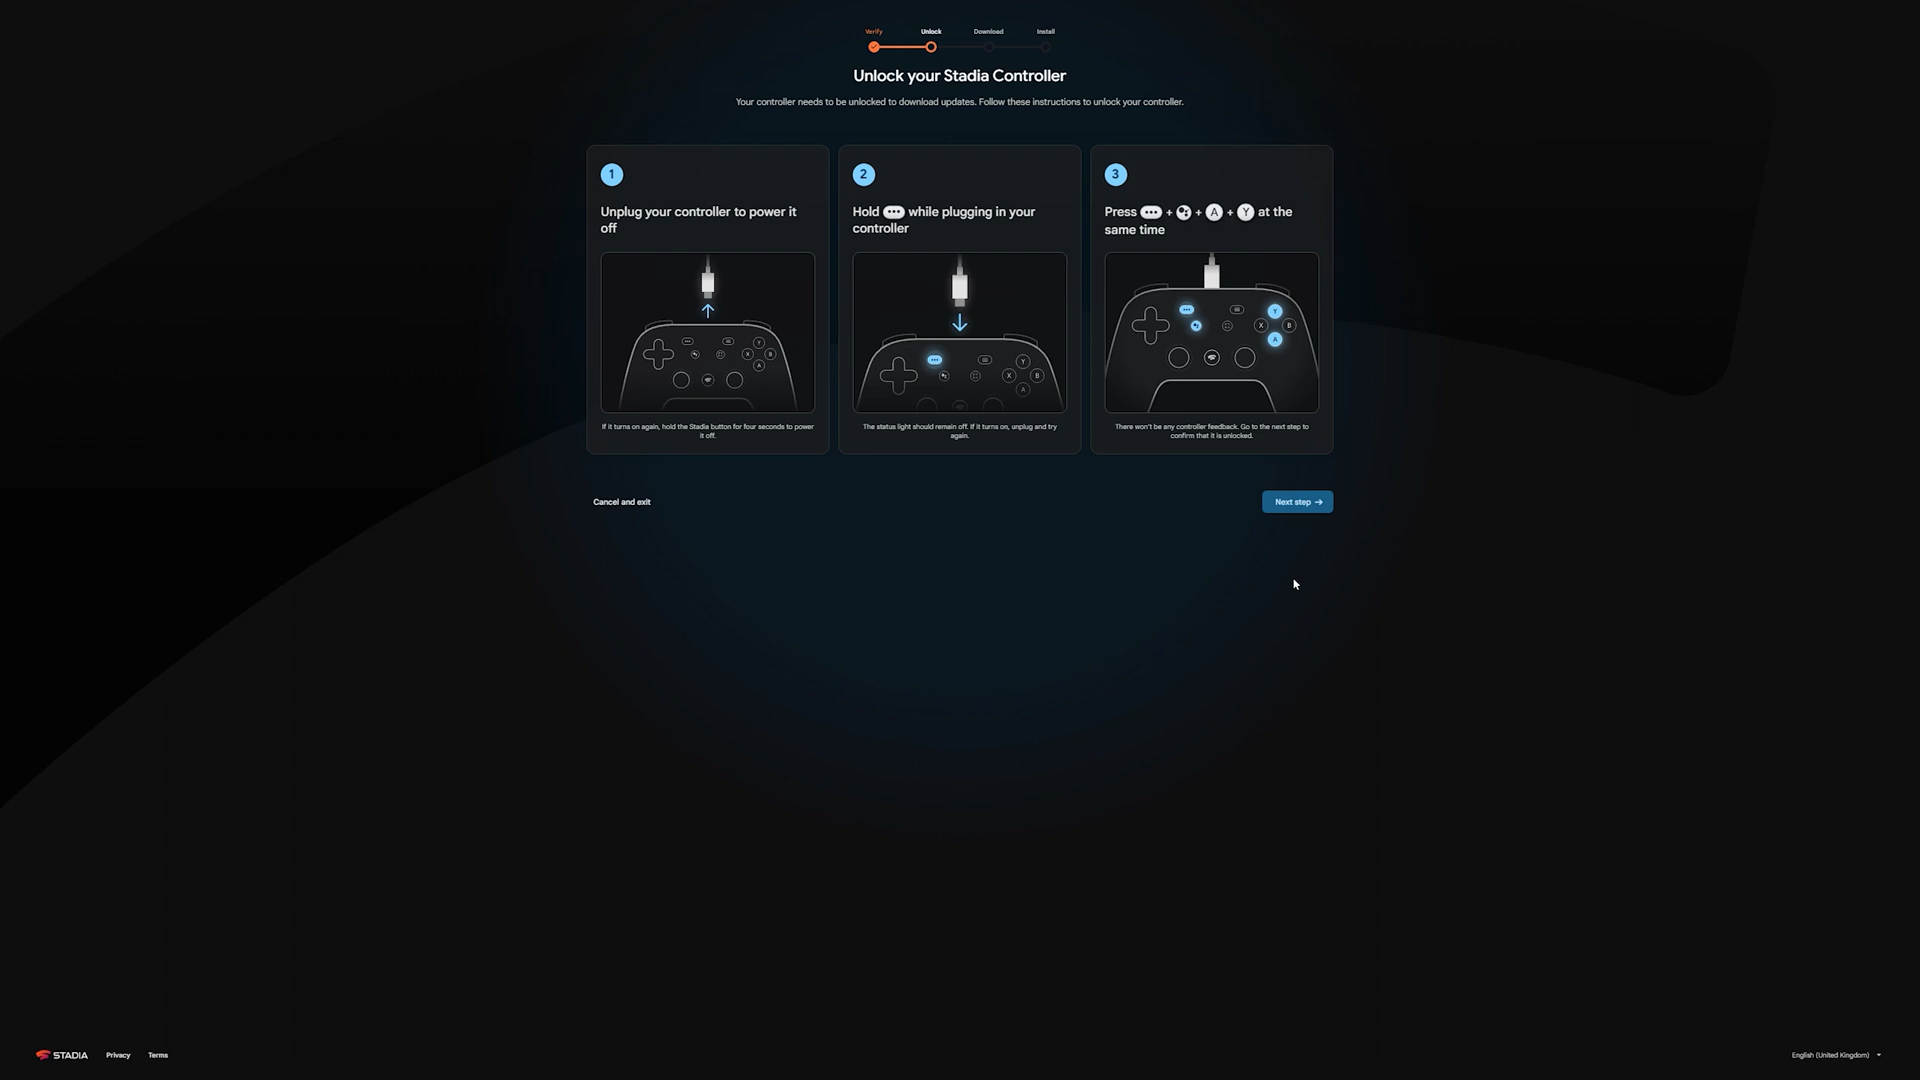 Verify
Unlock
Download
Install
Unlock your Stadia Controller
Your controller needs to be unlocked to download updates. Follow these instructions to unlock your controller.
1
Unplug your controller to power it
off
Y
X
B
A
If it turns on again, hold the Stadia button for four seconds to power
it off.
2
Hold ••• while plugging in your
controller
Y
X
B
A
The status light should remain off. If it turns on, unplug and try
again.
3
Press ••• + + A + Y at the
same time
Y
X
B
A
There won't be any controller feedback. Go to the next step to
confirm that it is unlocked.
Cancel and exit
Next step →
STADIA
Privacy
Terms
English (United Kingdom)